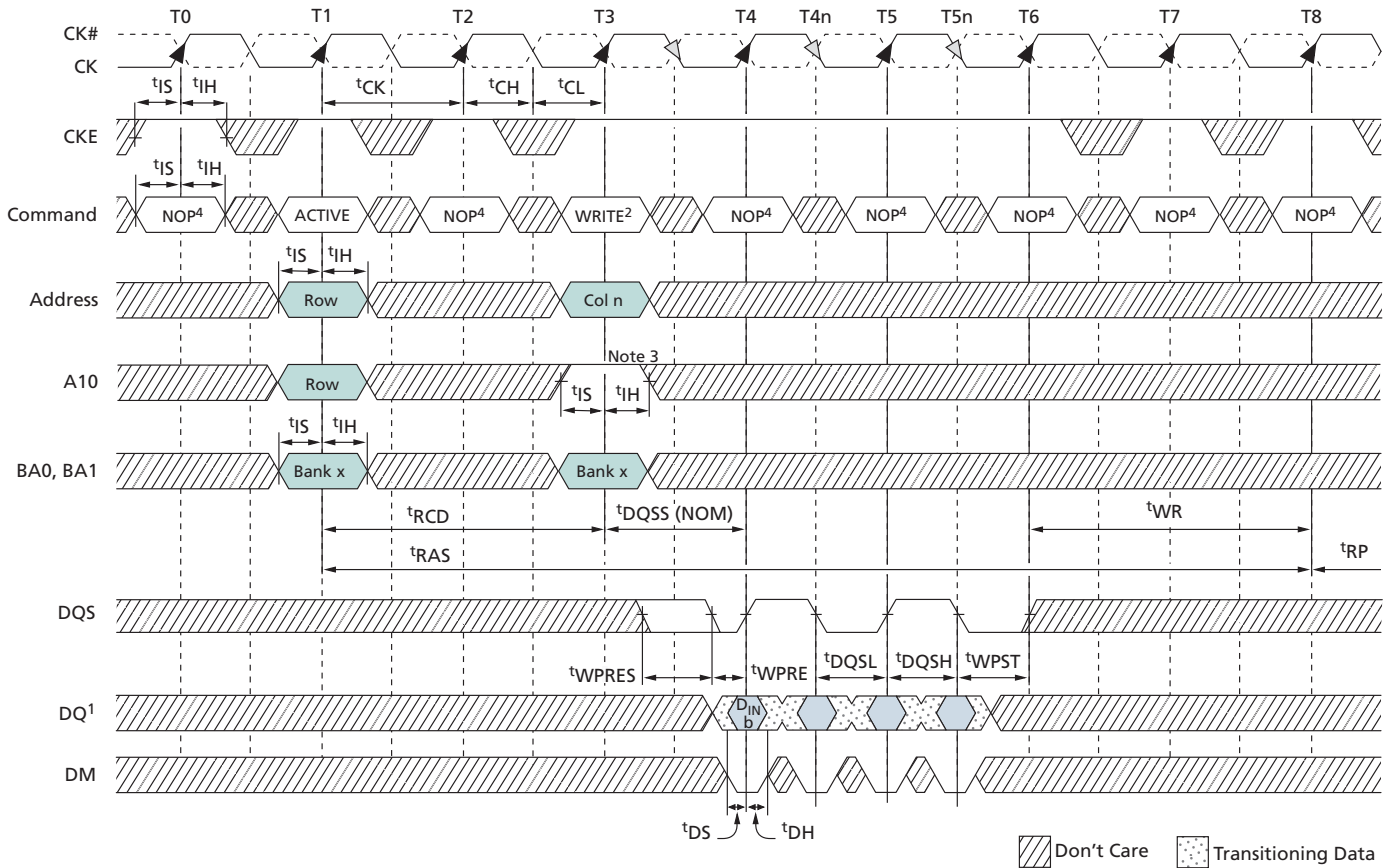 T0 T1 T2 T3 T4 T4n T5 T5n T6 T7 T8
CK#
CK
tIS tIH tCK tCH tCL
CKE
tIS tIH
Command NOP4 ACTIVE NOP4 WRITE2 NOP4 NOP4 NOP4 NOP4 NOP4
tIS tIH
Address Row Col n
Note 3
A10 Row
tIS tIH
tIS tIH
BA0, BA1 Bank x Bank x
tRCD tDQSS (NOM) tWR
tRAS tRP
DQS
tWPRES tWPRE tDQSL tDQSH tWPST
DQ1 DIN
b
DM
tDS tDH
Don't Care Transitioning Data